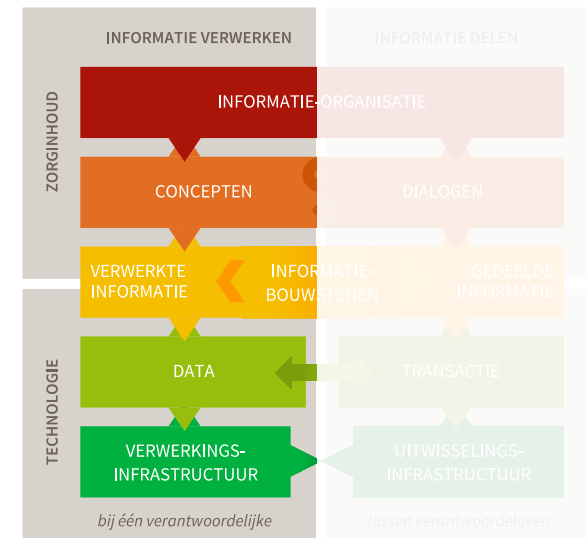 INFORMATIE VERWERKEN INFORMATIE DELEN
ZORGINHOUD
INFORMATIE-ORGANISATIE
CONCEPTEN DIALOGEN
VERWERKTE
INFORMATIE
INFORMATIE-
BOUWSTENEN
GEDEELDE
INFORMATIE
TECHNOLOGIE
DATA TRANSACTIE
VERWERKINGS-
INFRASTRUCTUUR
UITWISSELINGS-
INFRASTRUCTUUR
bij één verantwoordelijke tussen verantwoordelijken